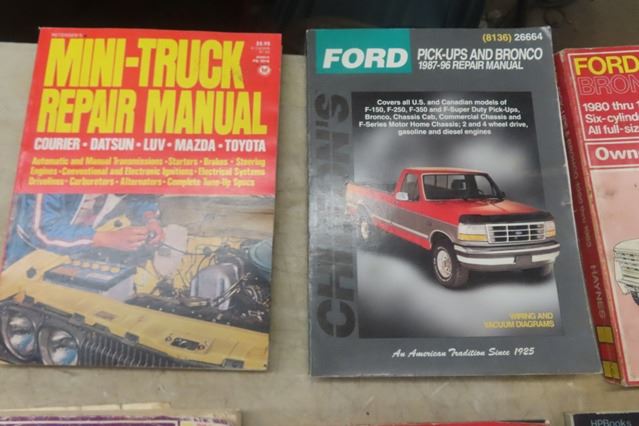 PETERSEN'S
MINI-TRUCK
REPAIR MANUAL
COURIER • DATSUN • LUV • MAZDA • TOYOTA
Automatic and Manual Transmissions • Starters • Brakes • Steering
Engines • Conventional and Electronic Ignitions • Electrical Systems
Drivelines • Carburetors • Alternators • Complete Tune-Up Specs
CHILTON'S
(8136) 26664
FORD
PICK-UPS AND BRONCO
1987-96 REPAIR MANUAL
Covers all U.S. and Canadian models of
F-150, F-250, F-350 and F-Super Duty Pick-Ups,
Bronco, Chassis Cab, Commercial Chassis and
F-Series Motor Home Chassis; 2 and 4 wheel drive,
gasoline and diesel engines
WIRING AND
VACUUM DIAGRAMS
An American Tradition Since 1925
FORD
BRON
1980 thru
Six-cylind
All full-siz
Own
HAYNES
HPBooks